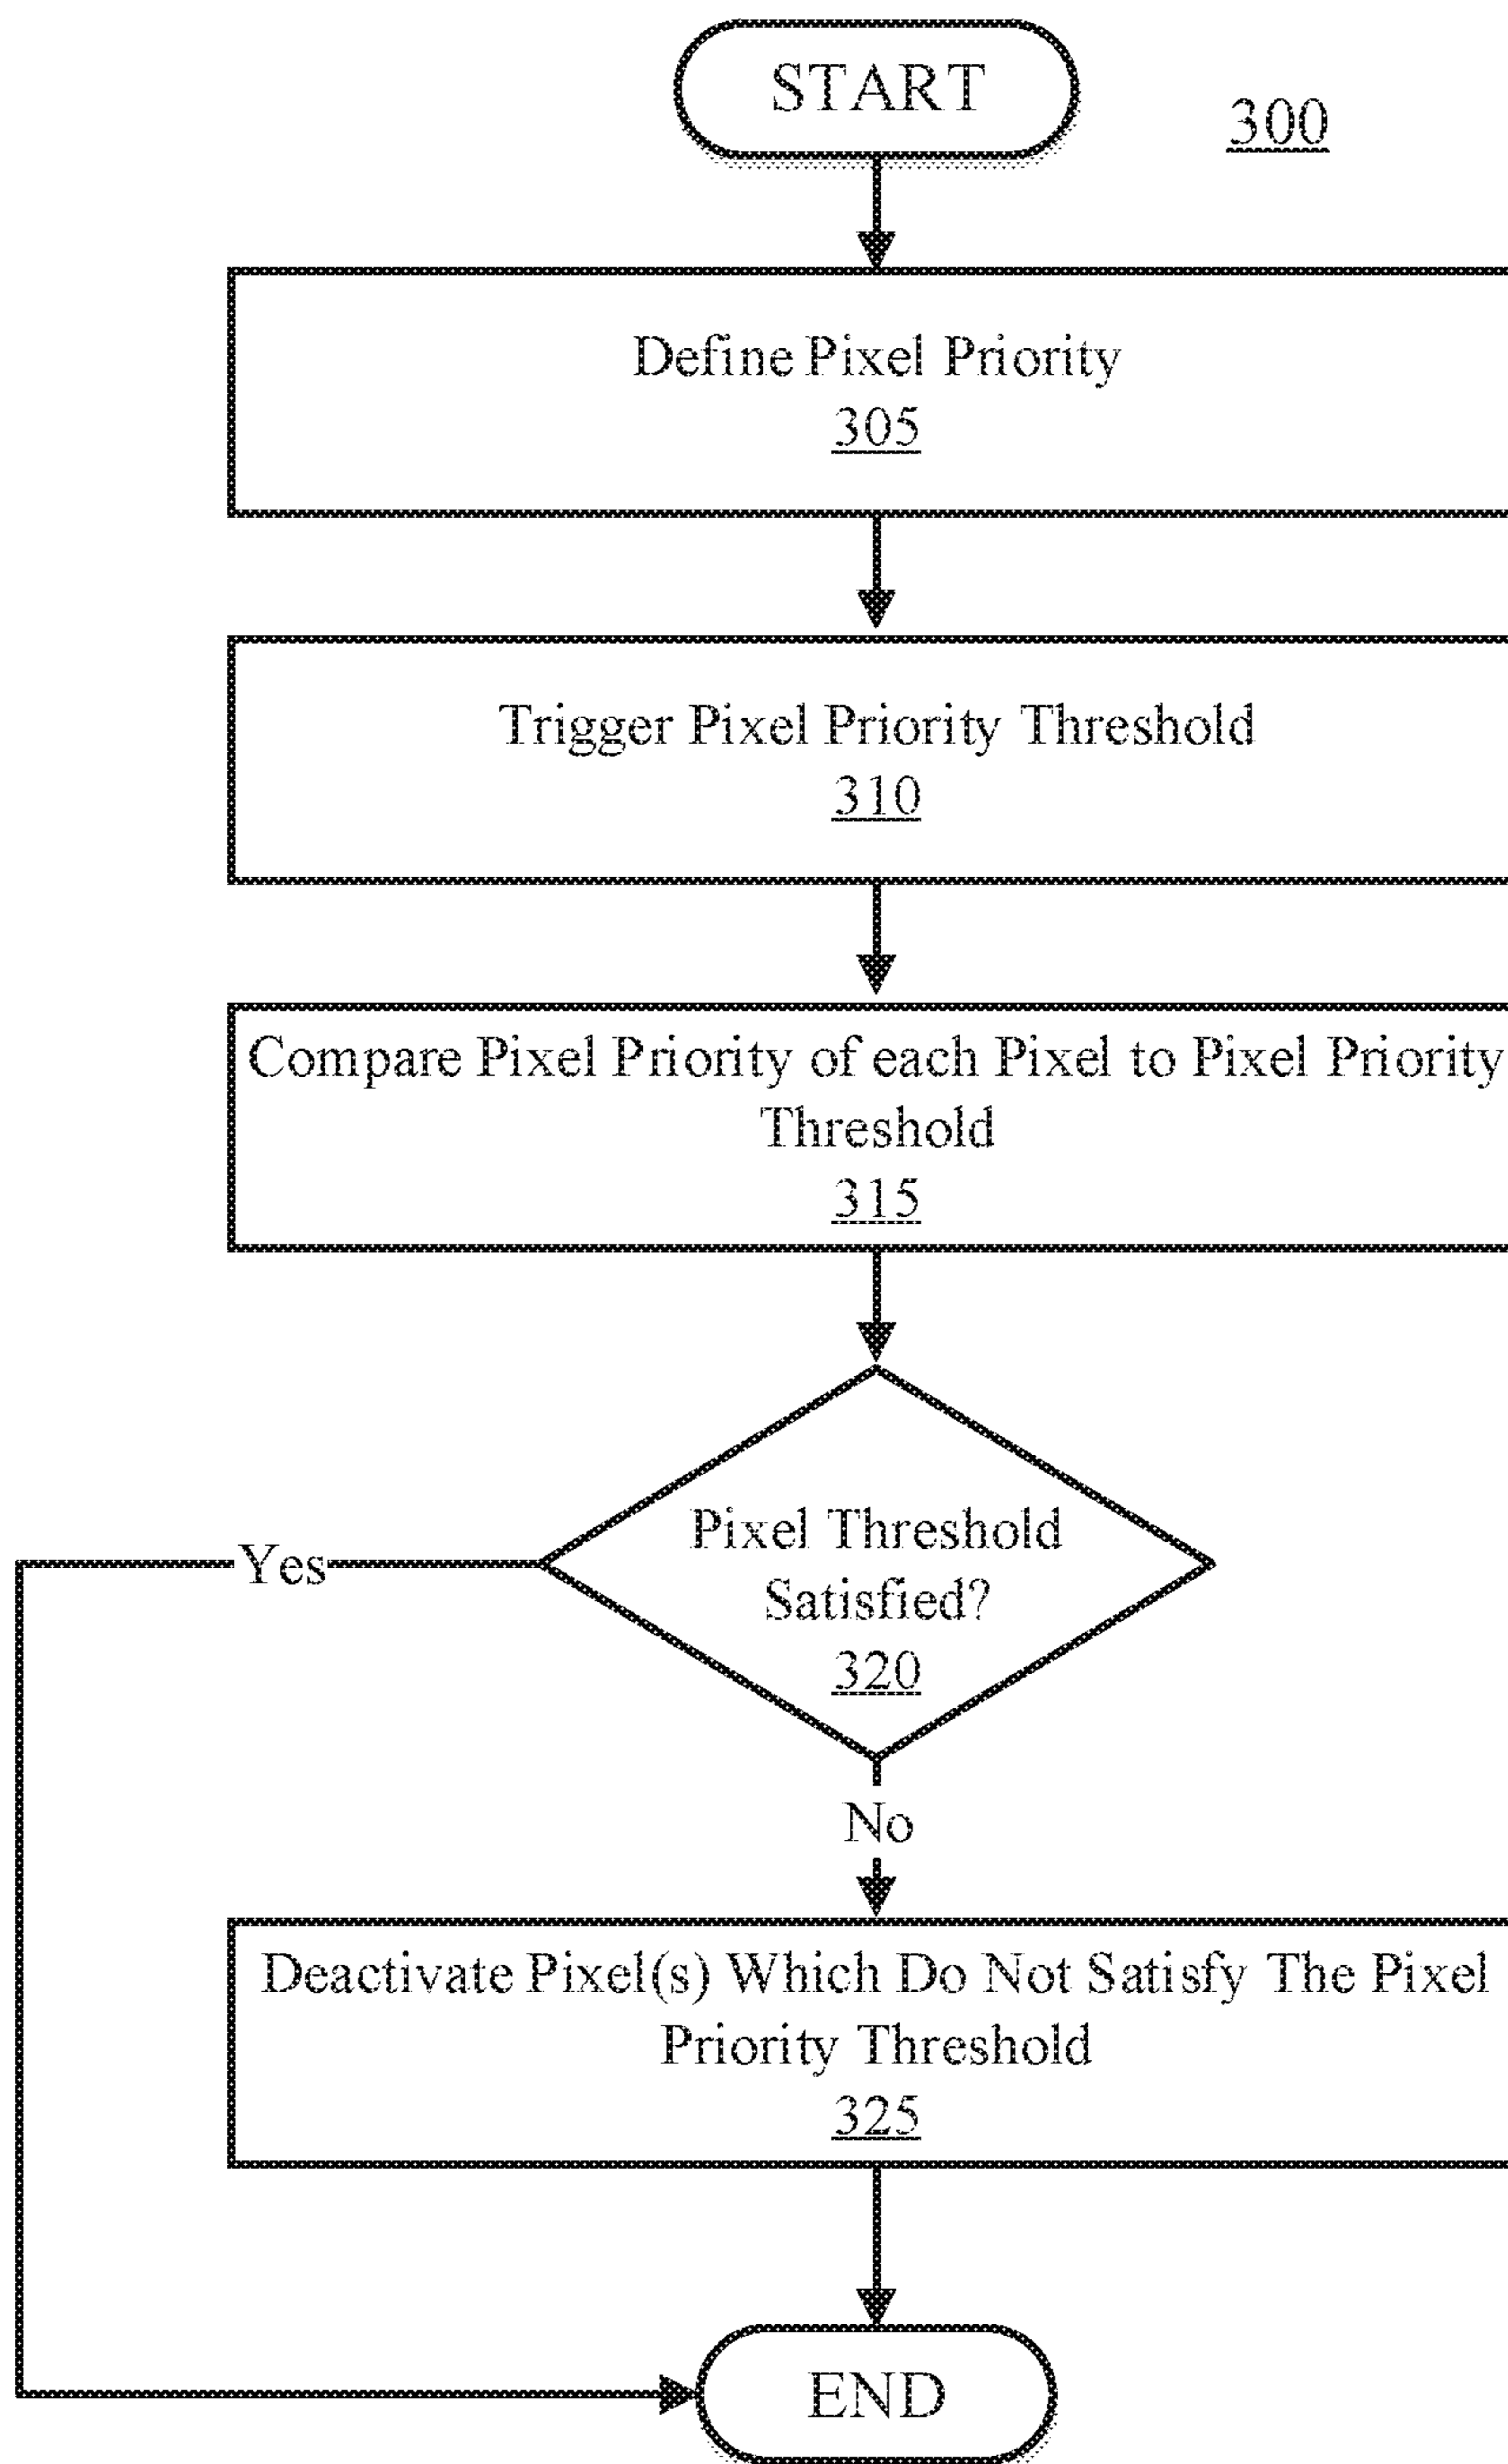 START
300
Define Pixel Priority
305
Trigger Pixel Priority Threshold
310
Compare Pixel Priority of each Pixel to Pixel Priority
Threshold
315
Pixel Threshold
Satisfied?
320
Yes
No
Deactivate Pixel(s) Which Do Not Satisfy The Pixel
Priority Threshold
325
END